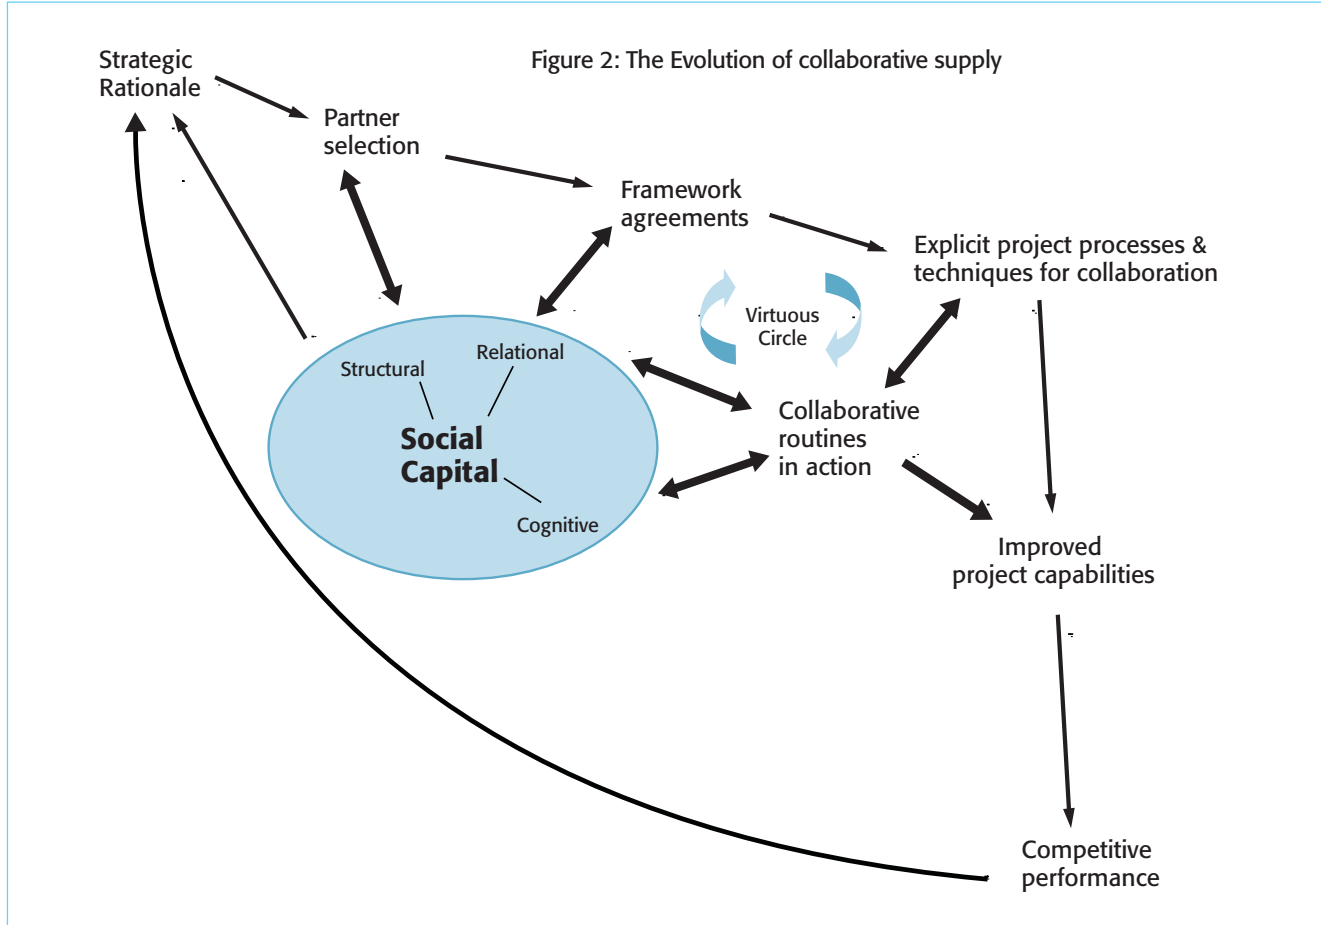 Figure 2: The Evolution of collaborative supply
Strategic
Rationale
Partner
selection
Framework
agreements
Explicit project processes &
techniques for collaboration
Virtuous
Circle
Structural
Relational
Social
Capital
Cognitive
Collaborative
routines
in action
Improved
project capabilities
Competitive
performance